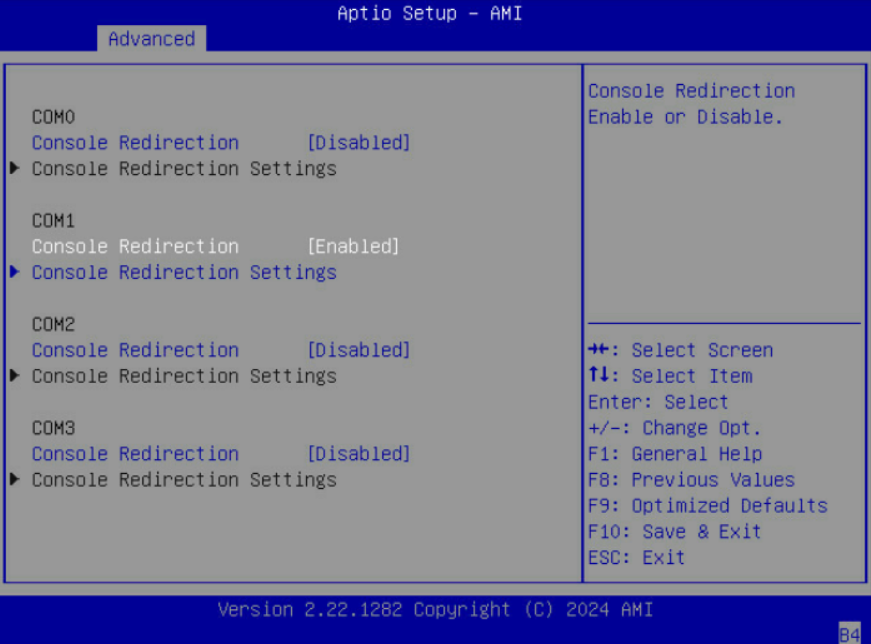 Aptio Setup – AMI
Advanced
COM0
Console Redirection [Disabled]
▶ Console Redirection Settings
COM1
Console Redirection [Enabled]
▶ Console Redirection Settings
COM2
Console Redirection [Disabled]
▶ Console Redirection Settings
COM3
Console Redirection [Disabled]
▶ Console Redirection Settings
Console Redirection
Enable or Disable.
→←: Select Screen
↑↓: Select Item
Enter: Select
+/-: Change Opt.
F1: General Help
F8: Previous Values
F9: Optimized Defaults
F10: Save & Exit
ESC: Exit
Version 2.22.1282 Copyright (C) 2024 AMI
B4